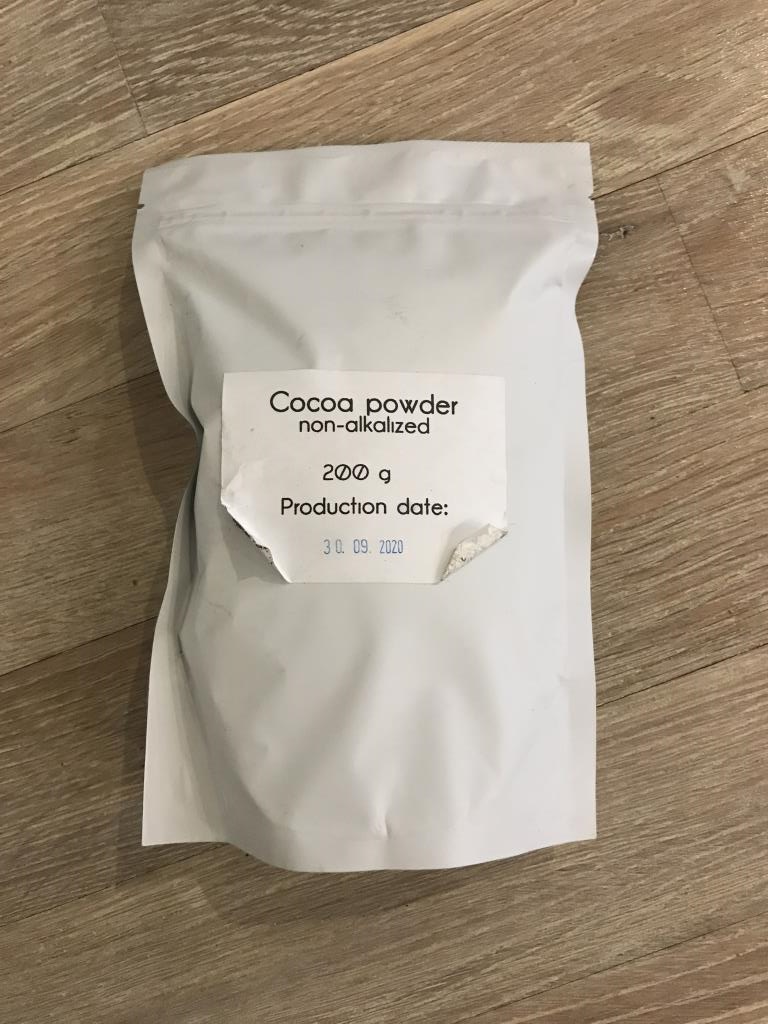 Cocoa powder
non-alkalized
200 g
Production date:
30. 09. 2020